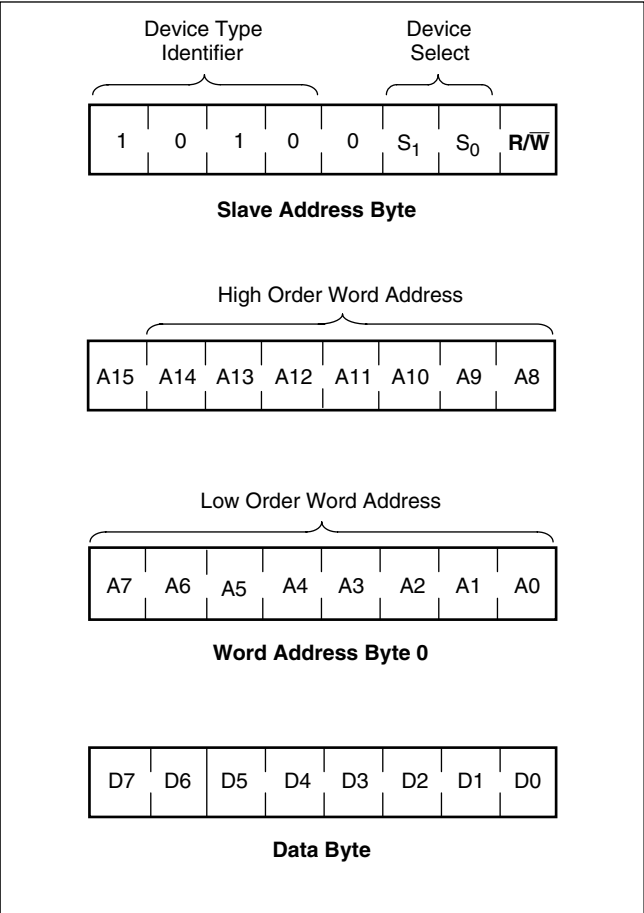 Device Type Device
Identifier Select
1 0 1 0 0 S1 S0 R/W̅
Slave Address Byte
High Order Word Address
A15 A14 A13 A12 A11 A10 A9 A8
Low Order Word Address
A7 A6 A5 A4 A3 A2 A1 A0
Word Address Byte 0
D7 D6 D5 D4 D3 D2 D1 D0
Data Byte